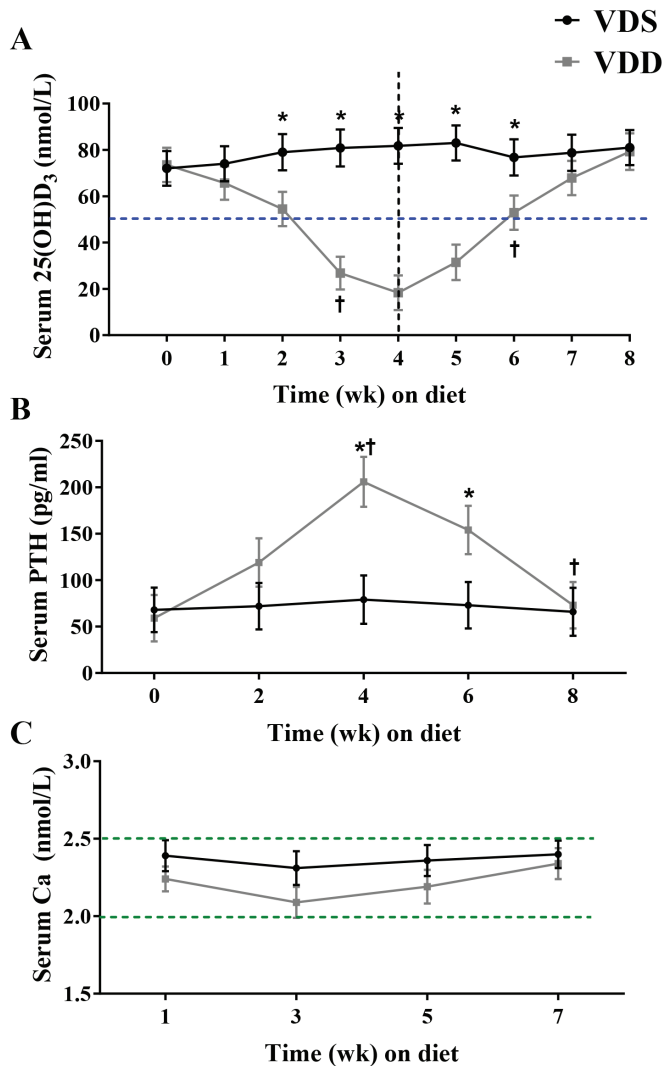 VDS
VDD
A
Serum 25(OH)D3 (nmol/L)
100
80
60
40
20
0
* * * * *
† †
0 1 2 3 4 5 6 7 8
Time (wk) on diet
B
Serum PTH (pg/ml)
250
200
150
100
50
0
*† * †
0 2 4 6 8
Time (wk) on diet
C
Serum Ca (nmol/L)
3.0
2.5
2.0
1.5
1 3 5 7
Time (wk) on diet